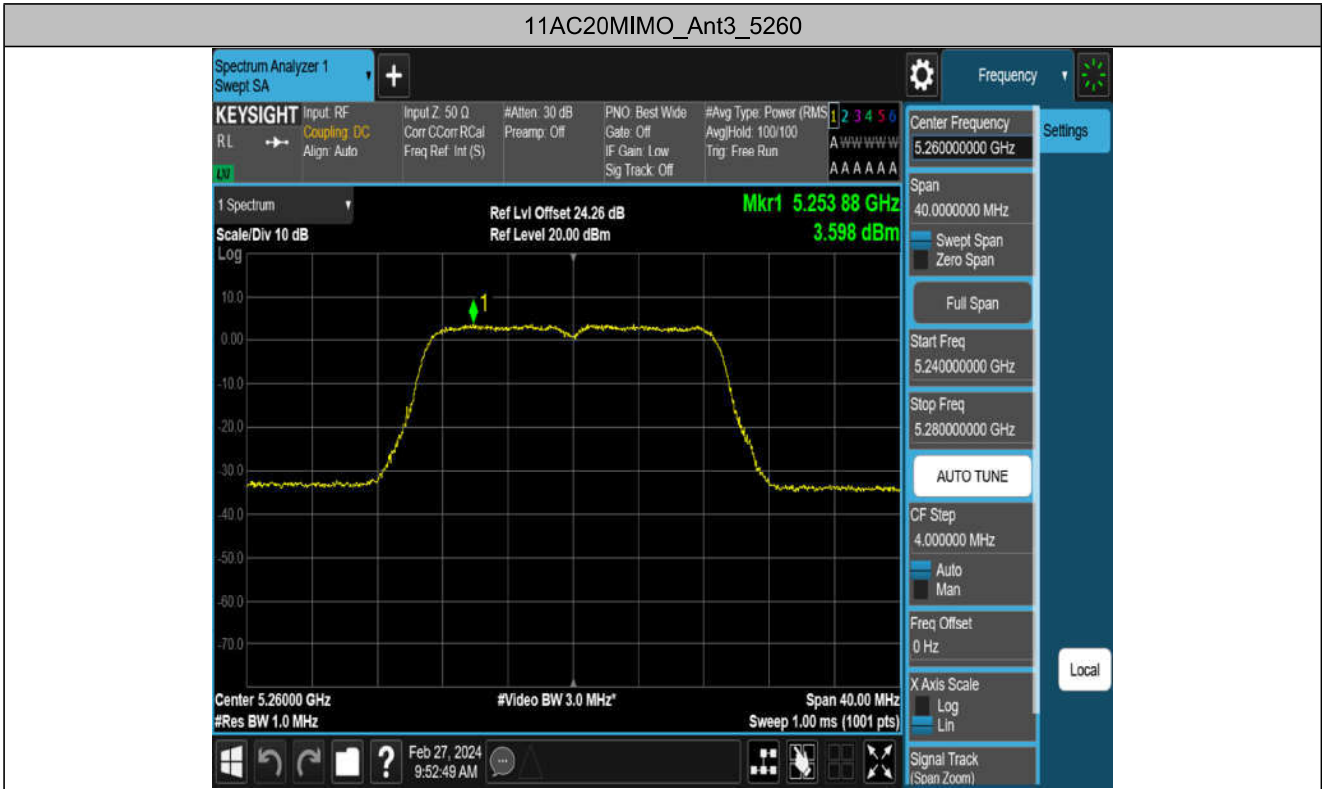 11AC20MIMO_Ant3_5260
Spectrum Analyzer 1
Swept SA
+
Frequency
KEYSIGHT
RL
LXI
Input: RF
Coupling: DC
Align: Auto
Input Z: 50 Ω
Corr CCorr RCal
Freq Ref: Int (S)
#Atten: 30 dB
Preamp: Off
PNO: Best Wide
Gate: Off
IF Gain: Low
Sig Track: Off
#Avg Type: Power (RMS
Avg|Hold: 100/100
Trig: Free Run
1 2 3 4 5 6
A W W W W W
A A A A A A
1 Spectrum
Scale/Div 10 dB
Log
Ref Lvl Offset 24.26 dB
Ref Level 20.00 dBm
Mkr1 5.253 88 GHz
3.598 dBm
1
10.0
0.00
-10.0
-20.0
-30.0
-40.0
-50.0
-60.0
-70.0
Center 5.26000 GHz
#Res BW 1.0 MHz
#Video BW 3.0 MHz*
Span 40.00 MHz
Sweep 1.00 ms (1001 pts)
Feb 27, 2024
9:52:49 AM
?
Center Frequency
5.260000000 GHz
Settings
Span
40.0000000 MHz
Swept Span
Zero Span
Full Span
Start Freq
5.240000000 GHz
Stop Freq
5.280000000 GHz
AUTO TUNE
CF Step
4.000000 MHz
Auto
Man
Freq Offset
0 Hz
X Axis Scale
Log
Lin
Local
Signal Track
(Span Zoom)